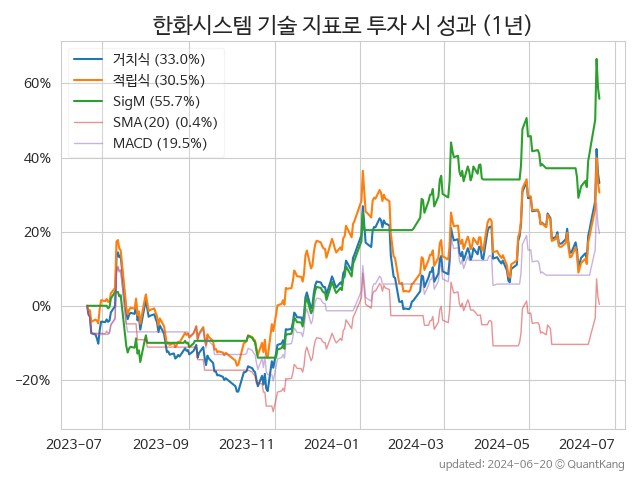 한화시스템 기술 지표로 투자 시 성과 (1년)
거치식 (33.0%)
적립식 (30.5%)
SigM (55.7%)
SMA(20) (0.4%)
MACD (19.5%)
60%
40%
20%
0%
−20%
2023−07 2023−09 2023−11 2024−01 2024−03 2024−05 2024−07
updated: 2024-06-20 © QuantKang